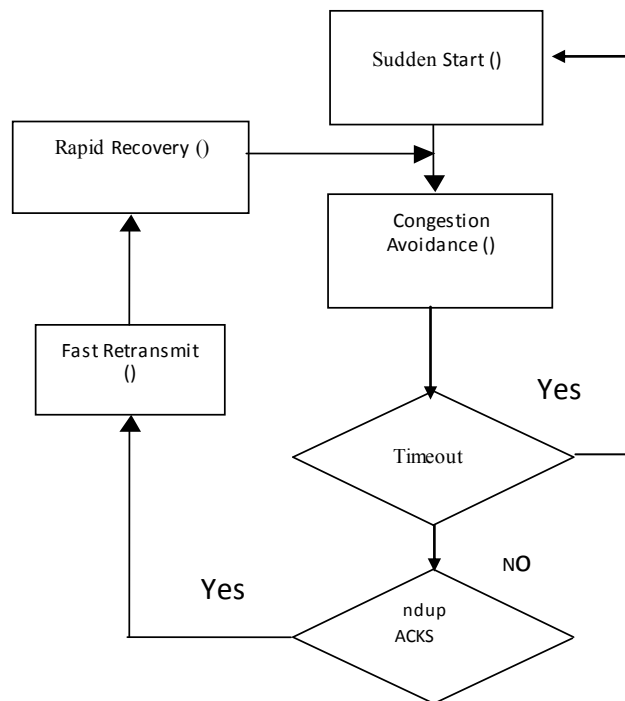 Sudden Start ()
Rapid Recovery ()
Congestion
Avoidance ()
Fast Retransmit
()
Yes
Timeout
NO
Yes
ndup
ACKS